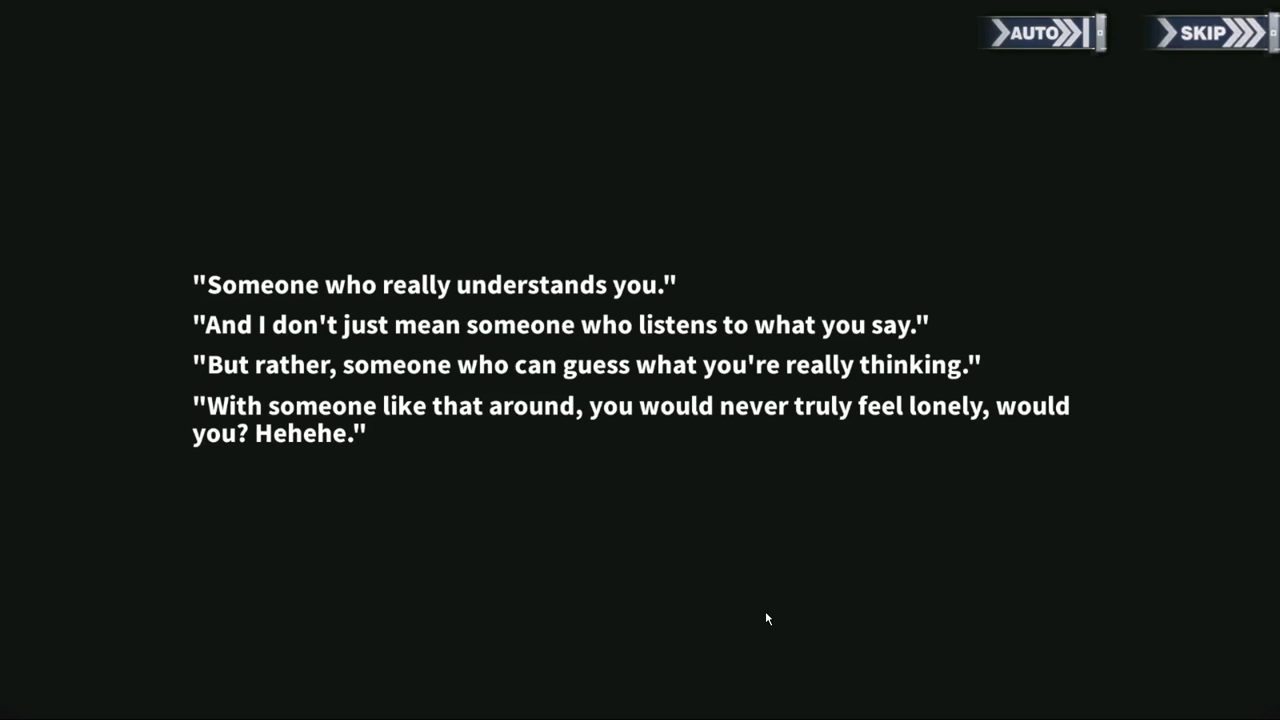 AUTO
SKIP
"Someone who really understands you."
"And I don't just mean someone who listens to what you say."
"But rather, someone who can guess what you're really thinking."
"With someone like that around, you would never truly feel lonely, would
you? Hehehe."